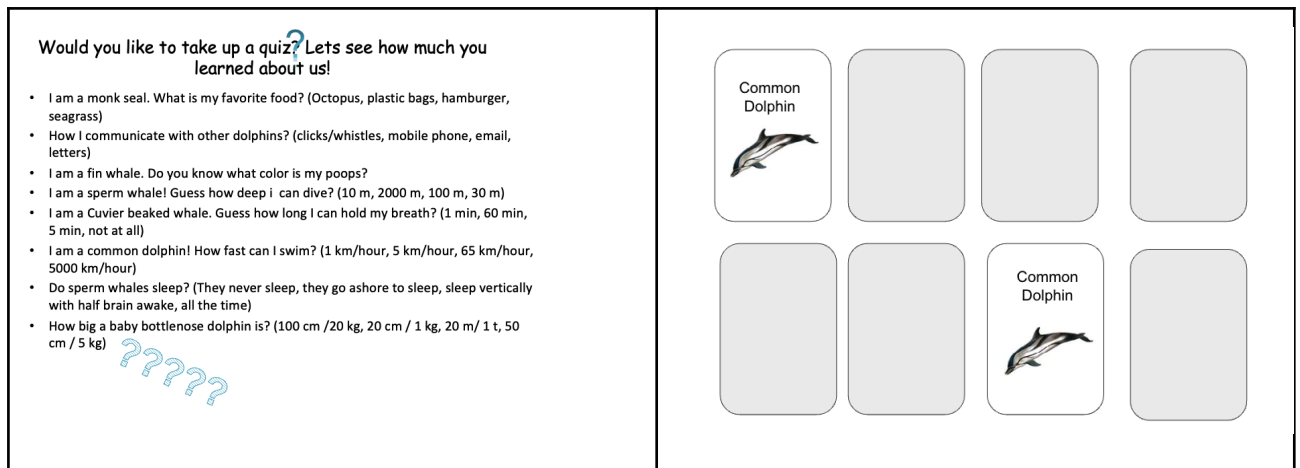 Would you like to take up a quiz? Lets see how much you
learned about us!
• I am a monk seal. What is my favorite food? (Octopus, plastic bags, hamburger,
seagrass)
• How I communicate with other dolphins? (clicks/whistles, mobile phone, email,
letters)
• I am a fin whale. Do you know what color is my poops?
• I am a sperm whale! Guess how deep i can dive? (10 m, 2000 m, 100 m, 30 m)
• I am a Cuvier beaked whale. Guess how long I can hold my breath? (1 min, 60 min,
5 min, not at all)
• I am a common dolphin! How fast can I swim? (1 km/hour, 5 km/hour, 65 km/hour,
5000 km/hour)
• Do sperm whales sleep? (They never sleep, they go ashore to sleep, sleep vertically
with half brain awake, all the time)
• How big a baby bottlenose dolphin is? (100 cm /20 kg, 20 cm / 1 kg, 20 m/ 1 t, 50
cm / 5 kg)
?????
Common
Dolphin
Common
Dolphin